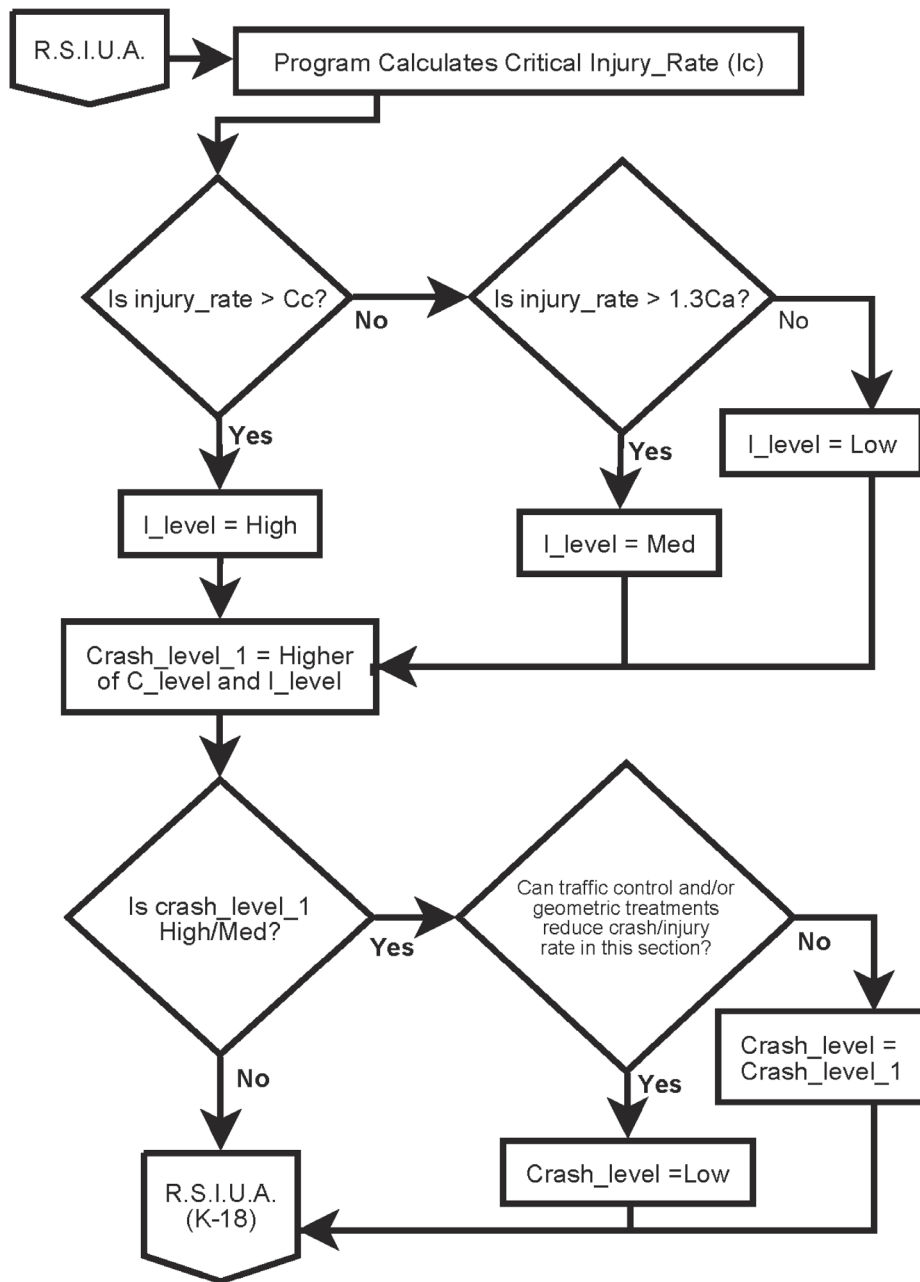 R.S.I.U.A.
Program Calculates Critical Injury_Rate (Ic)
Is injury_rate > Cc?
No
Is injury_rate > 1.3Ca?
No
Yes
Yes
I_level = Low
I_level = High
I_level = Med
Crash_level_1 = Higher
of C_level and I_level
Is crash_level_1
High/Med?
Yes
Can traffic control and/or
geometric treatments
reduce crash/injury
rate in this section?
No
Crash_level =
Crash_level_1
No
Yes
Crash_level =Low
R.S.I.U.A.
(K-18)